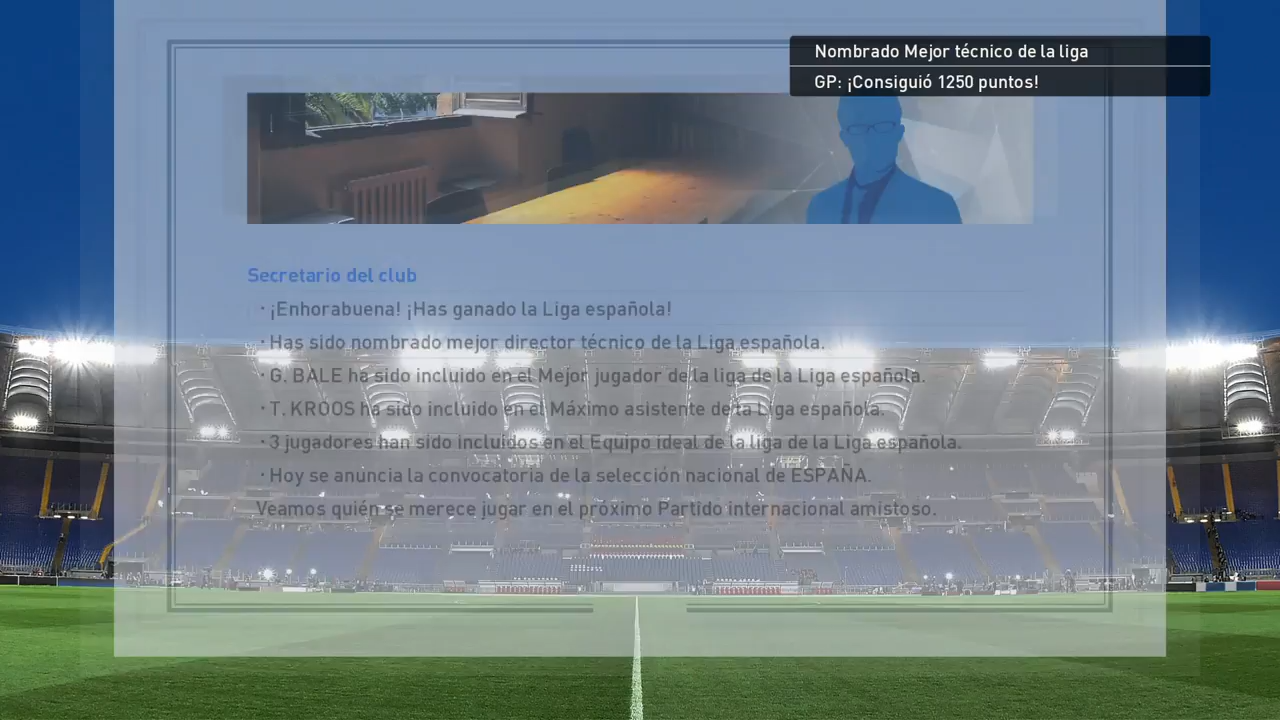 Nombrado Mejor técnico de la liga
GP: ¡Consiguió 1250 puntos!
Secretario del club
· ¡Enhorabuena! ¡Has ganado la Liga española!
· Has sido nombrado mejor director técnico de la Liga española.
· G. BALE ha sido incluido en el Mejor jugador de la liga de la Liga española.
· T. KROOS ha sido incluido en el Máximo asistente de la Liga española.
· 3 jugadores han sido incluidos en el Equipo ideal de la liga de la Liga española.
· Hoy se anuncia la convocatoria de la selección nacional de ESPAÑA.
Veamos quién se merece jugar en el próximo Partido internacional amistoso.